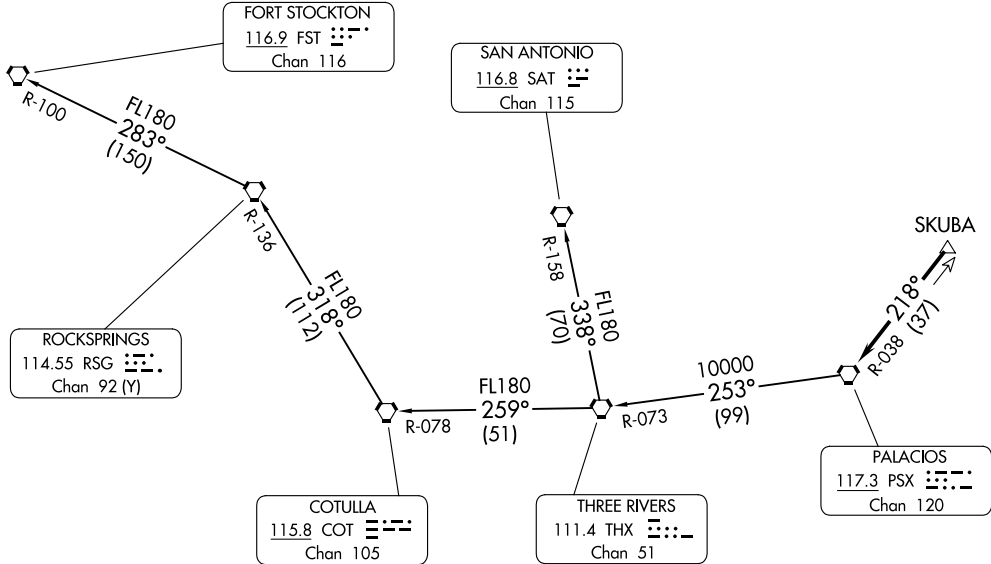 FORT STOCKTON
116.9 FST
Chan 116
SAN ANTONIO
116.8 SAT
Chan 115
R-100
FL180
283°
(150)
R-136
R-158
SKUBA
218°
(37)
R-038
FL180
318°
(112)
FL180
338°
(70)
ROCKSPRINGS
114.55 RSG
Chan 92 (Y)
10000
253°
(99)
R-073
FL180
259°
(51)
R-078
PALACIOS
117.3 PSX
Chan 120
COTULLA
115.8 COT
Chan 105
THREE RIVERS
111.4 THX
Chan 51